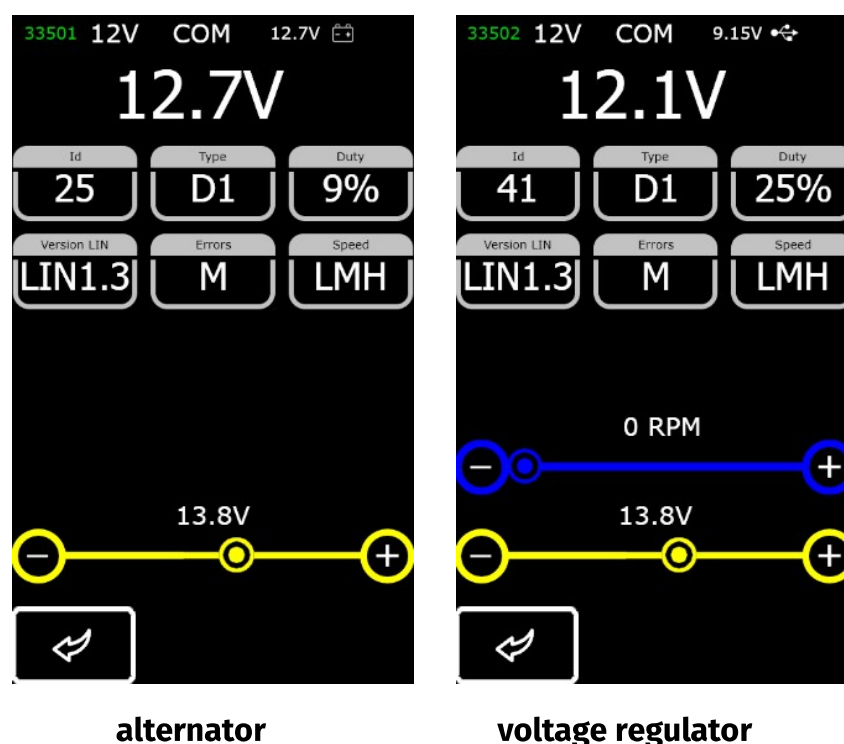 33501 12V COM 12.7V
12.7V
Id Type Duty
25 D1 9%
Version LIN Errors Speed
LIN1.3 M LMH
13.8V
− +
alternator
33502 12V COM 9.15V
12.1V
Id Type Duty
41 D1 25%
Version LIN Errors Speed
LIN1.3 M LMH
0 RPM
− +
13.8V
− +
voltage regulator